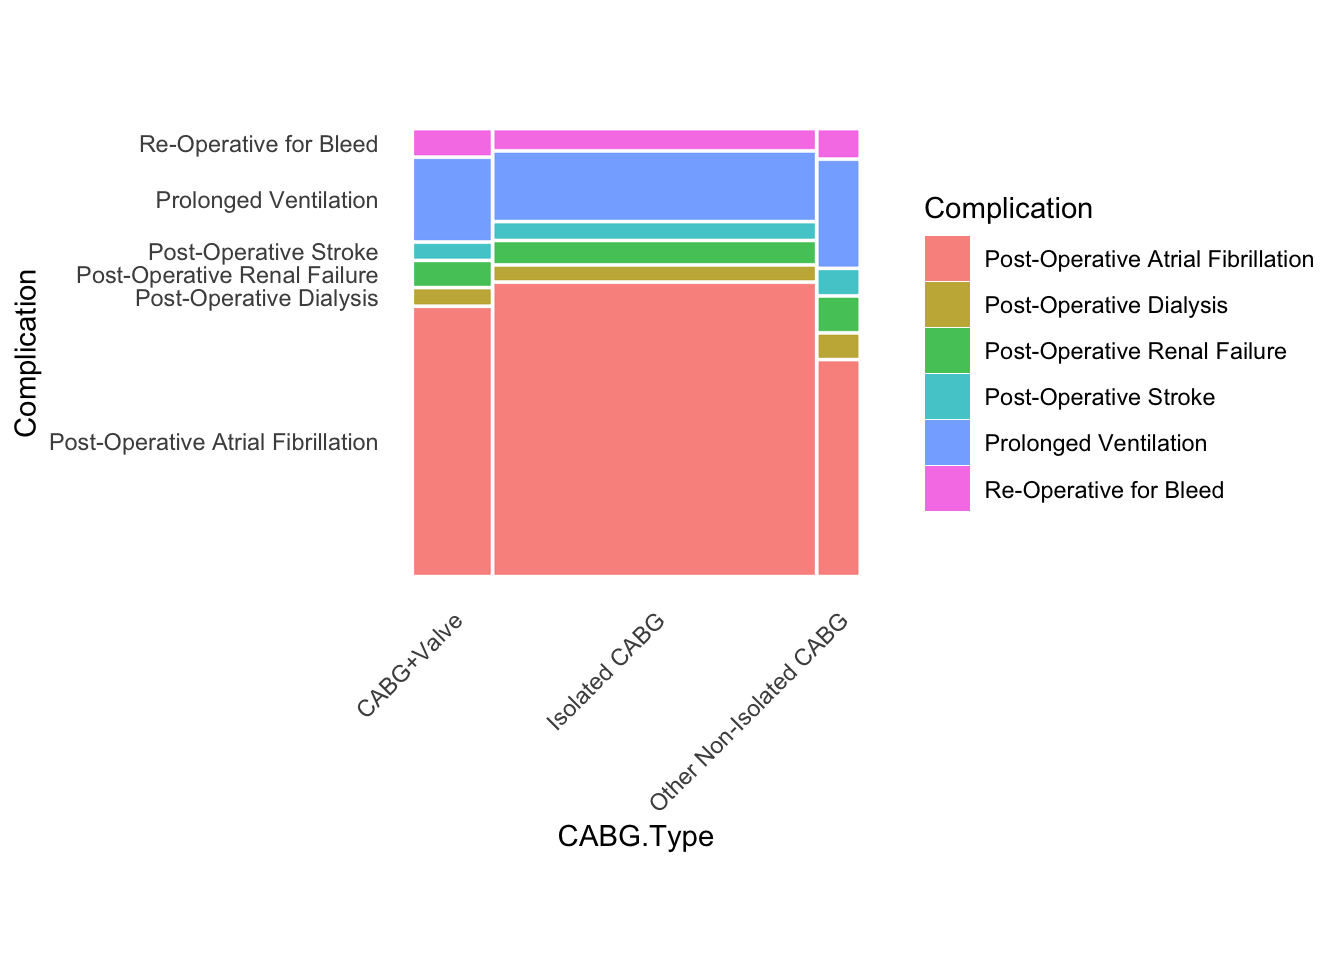 Complication
Re-Operative for Bleed
Prolonged Ventilation
Post-Operative Stroke
Post-Operative Renal Failure
Post-Operative Dialysis
Post-Operative Atrial Fibrillation
CABG+Valve
Isolated CABG
Other Non-Isolated CABG
CABG.Type
Complication
Post-Operative Atrial Fibrillation
Post-Operative Dialysis
Post-Operative Renal Failure
Post-Operative Stroke
Prolonged Ventilation
Re-Operative for Bleed